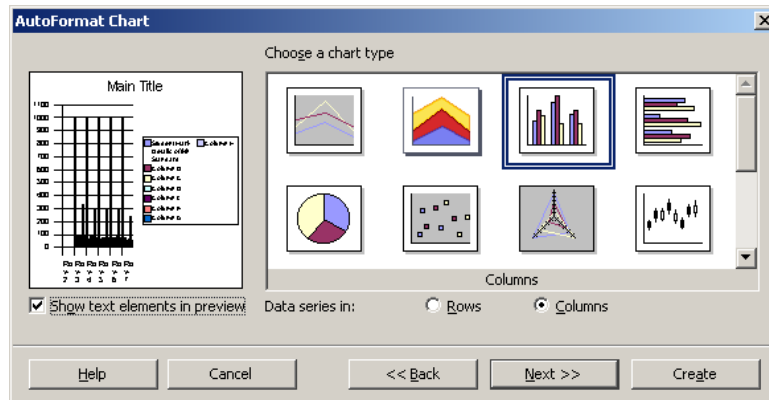 AutoFormat Chart
Choose a chart type
Main Title
1100
1000
900
800
700
600
500
400
300
200
100
0
Columns
Show text elements in preview
Data series in:
Rows
Columns
Help
Cancel
<< Back
Next >>
Create